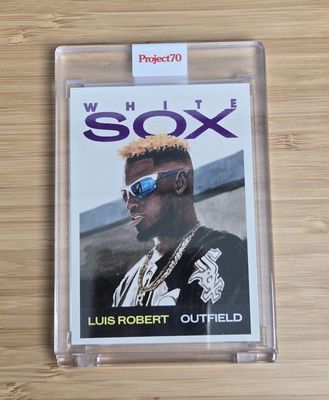 Project70
WHITE
SOX
LUIS ROBERT OUTFIELD